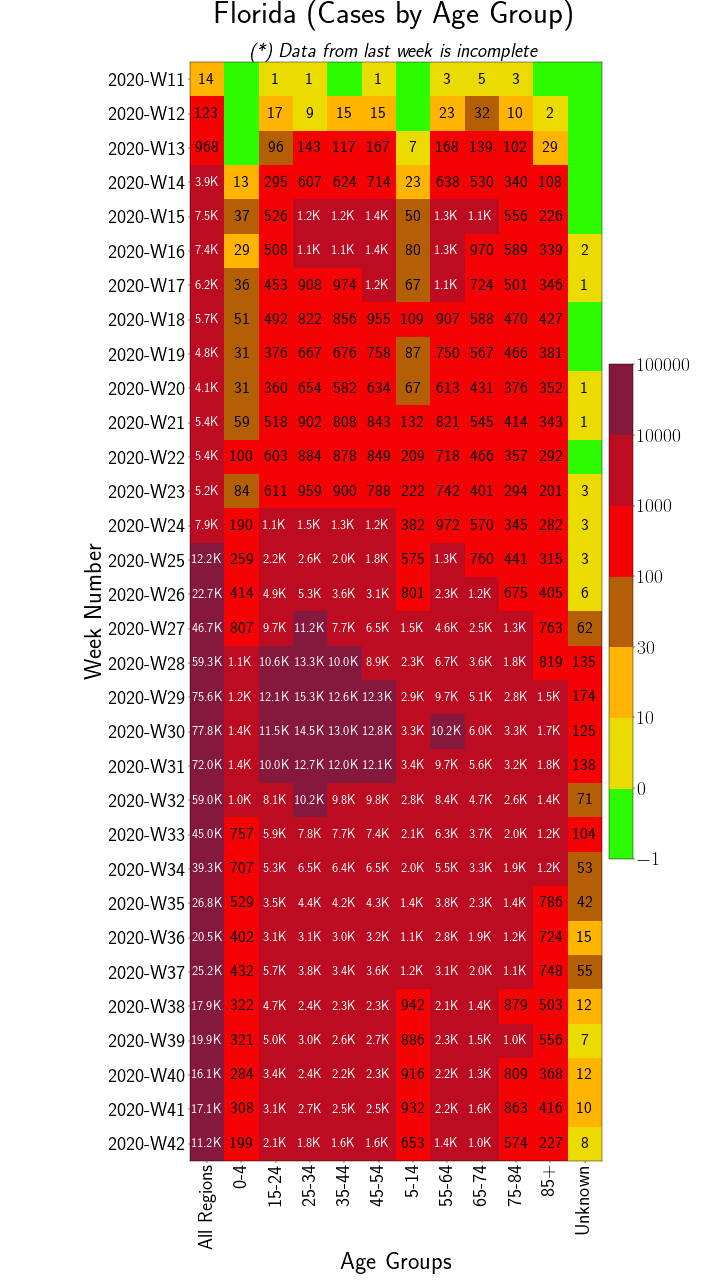 Florida (Cases by Age Group)
(*) Data from last week is incomplete
2020-W11 14 1 1 1 3 5 3
2020-W12 123 17 9 15 15 23 32 10 2
2020-W13 968 96 143 117 167 7 168 139 102 29
2020-W14 3.9K 13 295 607 624 714 23 638 530 340 108
2020-W15 7.5K 37 526 1.2K 1.2K 1.4K 50 1.3K 1.1K 556 226
2020-W16 7.4K 29 508 1.1K 1.1K 1.4K 80 1.3K 970 589 339 2
2020-W17 6.2K 36 453 908 974 1.2K 67 1.1K 724 501 346 1
2020-W18 5.7K 51 492 822 856 955 109 907 588 470 427
2020-W19 4.8K 31 376 667 676 758 87 750 567 466 381
2020-W20 4.1K 31 360 654 582 634 67 613 431 376 352 1
2020-W21 5.4K 59 518 902 808 843 132 821 545 414 343 1
2020-W22 5.4K 100 603 884 878 849 209 718 466 357 292
2020-W23 5.2K 84 611 959 900 788 222 742 401 294 201 3
2020-W24 7.9K 190 1.1K 1.5K 1.3K 1.2K 382 972 570 345 282 3
2020-W25 12.2K 259 2.2K 2.6K 2.0K 1.8K 575 1.3K 760 441 315 3
2020-W26 22.7K 414 4.9K 5.3K 3.6K 3.1K 801 2.3K 1.2K 675 405 6
2020-W27 46.7K 807 9.7K 11.2K 7.7K 6.5K 1.5K 4.6K 2.5K 1.3K 763 62
2020-W28 59.3K 1.1K 10.6K 13.3K 10.0K 8.9K 2.3K 6.7K 3.6K 1.8K 819 135
2020-W29 75.6K 1.2K 12.1K 15.3K 12.6K 12.3K 2.9K 9.7K 5.1K 2.8K 1.5K 174
2020-W30 77.8K 1.4K 11.5K 14.5K 13.0K 12.8K 3.3K 10.2K 6.0K 3.3K 1.7K 125
2020-W31 72.0K 1.4K 10.0K 12.7K 12.0K 12.1K 3.4K 9.7K 5.6K 3.2K 1.8K 138
2020-W32 59.0K 1.0K 8.1K 10.2K 9.8K 9.8K 2.8K 8.4K 4.7K 2.6K 1.4K 71
2020-W33 45.0K 757 5.9K 7.8K 7.7K 7.4K 2.1K 6.3K 3.7K 2.0K 1.2K 104
2020-W34 39.3K 707 5.3K 6.5K 6.4K 6.5K 2.0K 5.5K 3.3K 1.9K 1.2K 53
2020-W35 26.8K 529 3.5K 4.4K 4.2K 4.3K 1.4K 3.8K 2.3K 1.4K 786 42
2020-W36 20.5K 402 3.1K 3.1K 3.0K 3.2K 1.1K 2.8K 1.9K 1.2K 724 15
2020-W37 25.2K 432 5.7K 3.8K 3.4K 3.6K 1.2K 3.1K 2.0K 1.1K 748 55
2020-W38 17.9K 322 4.7K 2.4K 2.3K 2.3K 942 2.1K 1.4K 879 503 12
2020-W39 19.9K 321 5.0K 3.0K 2.6K 2.7K 886 2.3K 1.5K 1.0K 556 7
2020-W40 16.1K 284 3.4K 2.4K 2.2K 2.3K 916 2.2K 1.3K 809 368 12
2020-W41 17.1K 308 3.1K 2.7K 2.5K 2.5K 932 2.2K 1.6K 863 416 10
2020-W42 11.2K 199 2.1K 1.8K 1.6K 1.6K 653 1.4K 1.0K 574 227 8
All Regions 0-4 15-24 25-34 35-44 45-54 5-14 55-64 65-74 75-84 85+ Unknown
Age Groups
Week Number
100000
10000
1000
100
30
10
0
−1